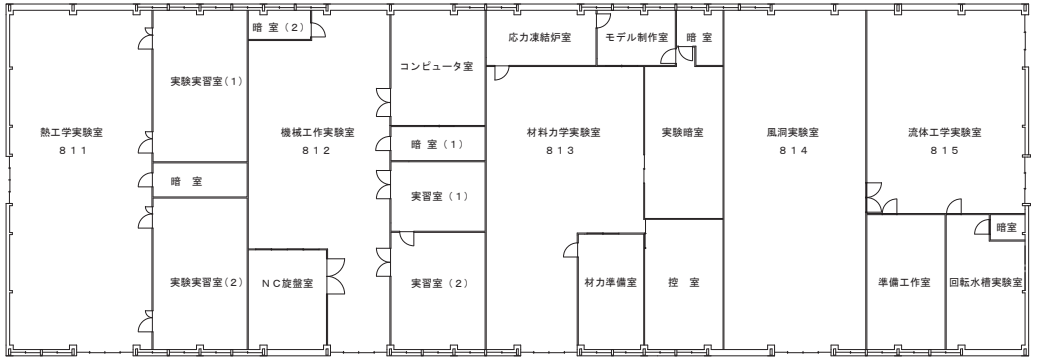 熱工学実験室
811
実験実習室(1)
暗 室
実験実習室(2)
暗 室(2)
機械工作実験室
812
NC旋盤室
コンピュータ室
暗 室(1)
実習室(1)
実習室(2)
応力凍結炉室
モデル制作室
暗 室
材料力学実験室
813
実験暗室
材力準備室
控 室
風洞実験室
814
流体工学実験室
815
暗室
準備工作室
回転水槽実験室